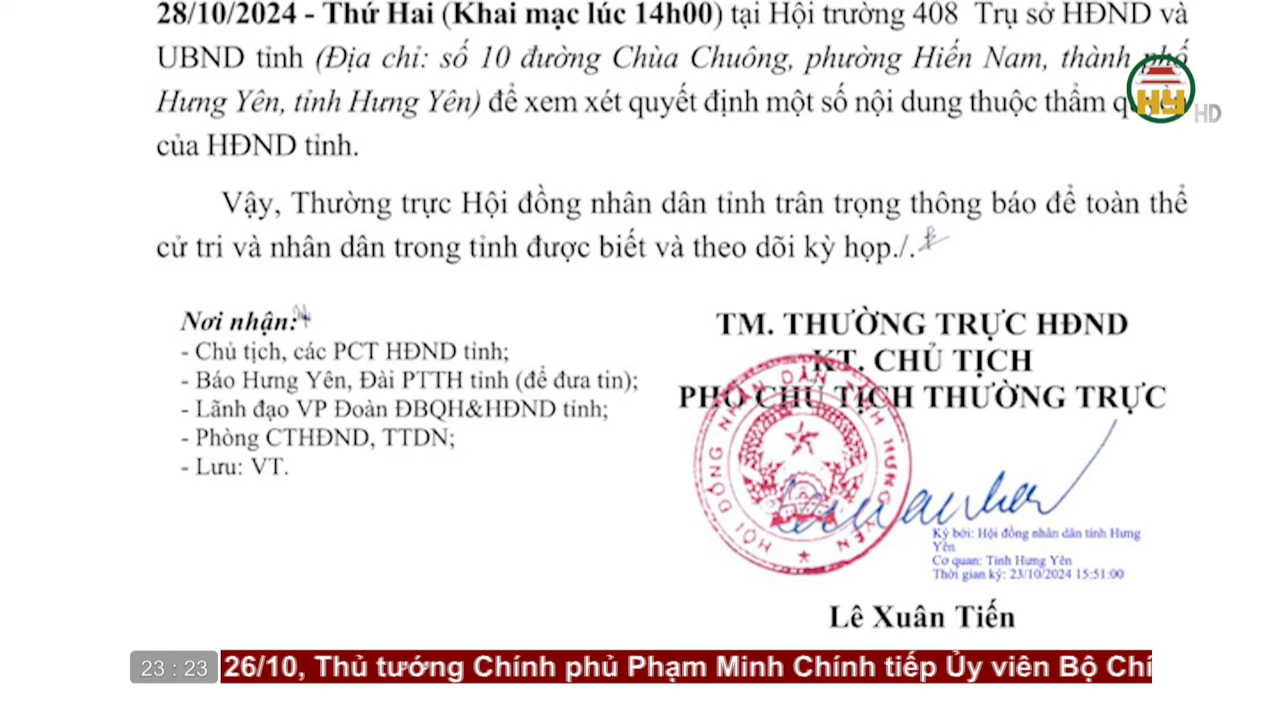 28/10/2024 - Thứ Hai (Khai mạc lúc 14h00) tại Hội trường 408 Trụ sở HĐND và
UBND tỉnh (Địa chỉ: số 10 đường Chùa Chuông, phường Hiến Nam, thành phố
Hưng Yên, tỉnh Hưng Yên) để xem xét quyết định một số nội dung thuộc thẩm quyền
của HĐND tỉnh.
HY HD
Vậy, Thường trực Hội đồng nhân dân tỉnh trân trọng thông báo để toàn thể
cử tri và nhân dân trong tỉnh được biết và theo dõi kỳ họp./.
Nơi nhận:
- Chủ tịch, các PCT HĐND tỉnh;
- Báo Hưng Yên, Đài PTTH tỉnh (để đưa tin);
- Lãnh đạo VP Đoàn ĐBQH&HĐND tỉnh;
- Phòng CTHĐND, TTDN;
- Lưu: VT.
TM. THƯỜNG TRỰC HĐND
KT. CHỦ TỊCH
PHÓ CHỦ TỊCH THƯỜNG TRỰC
HỘI ĐỒNG NHÂN DÂN TỈNH HƯNG YÊN
Ký bởi: Hội đồng nhân dân tỉnh Hưng
Yên
Cơ quan: Tỉnh Hưng Yên
Thời gian ký: 23/10/2024 15:51:00
Lê Xuân Tiến
23 : 23 26/10, Thủ tướng Chính phủ Phạm Minh Chính tiếp Ủy viên Bộ Chí